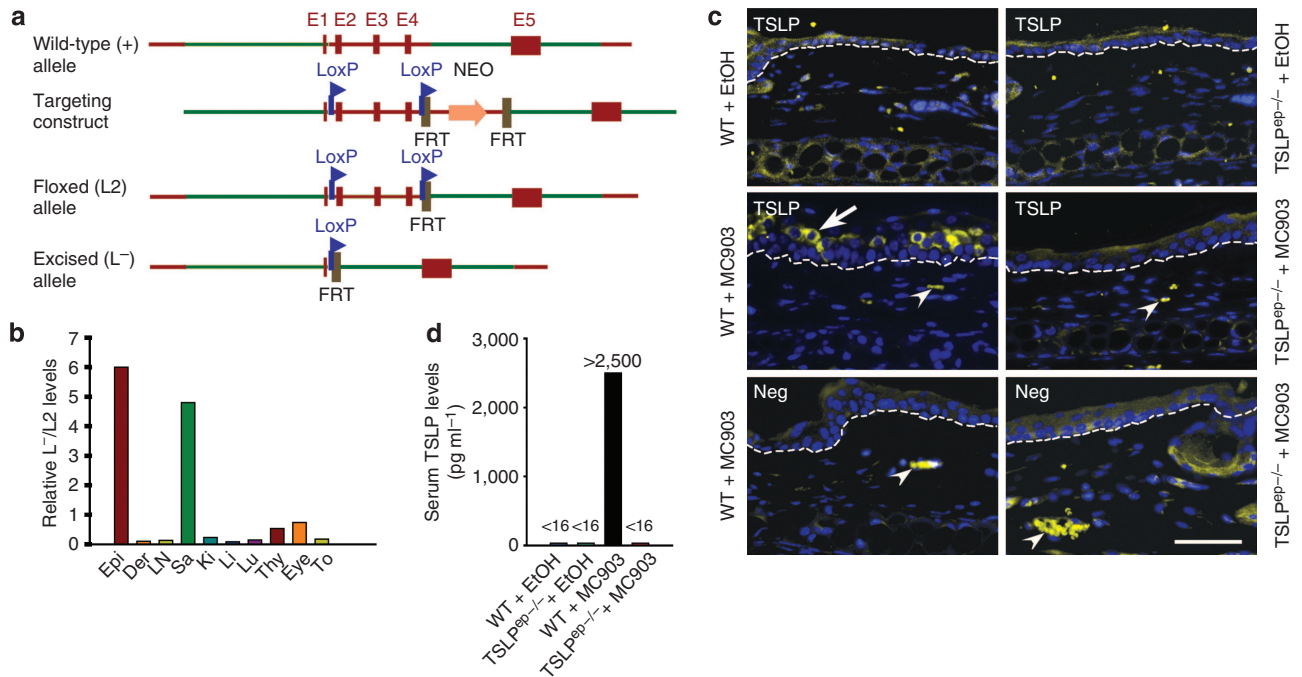 a
E1 E2 E3 E4 E5
Wild-type (+)
allele
LoxP LoxP NEO
Targeting
construct
FRT FRT
LoxP LoxP
Floxed (L2)
allele
FRT
LoxP
Excised (L⁻)
allele
FRT
b
Relative L⁻/L2 levels
7
6
5
4
3
2
1
0
Epi Der LN Sa Ki Li Lu Thy Eye To
d
Serum TSLP levels
(pg ml⁻¹)
3,000
2,000
1,000
0
<16 <16 >2,500 <16
WT + EtOH
TSLPᵉᵖ⁻/⁻ + EtOH
WT + MC903
TSLPᵉᵖ⁻/⁻ + MC903
c
WT + EtOH
TSLP
TSLP
TSLPᵉᵖ⁻/⁻ + EtOH
WT + MC903
TSLP
TSLP
TSLPᵉᵖ⁻/⁻ + MC903
WT + MC903
Neg
Neg
TSLPᵉᵖ⁻/⁻ + MC903